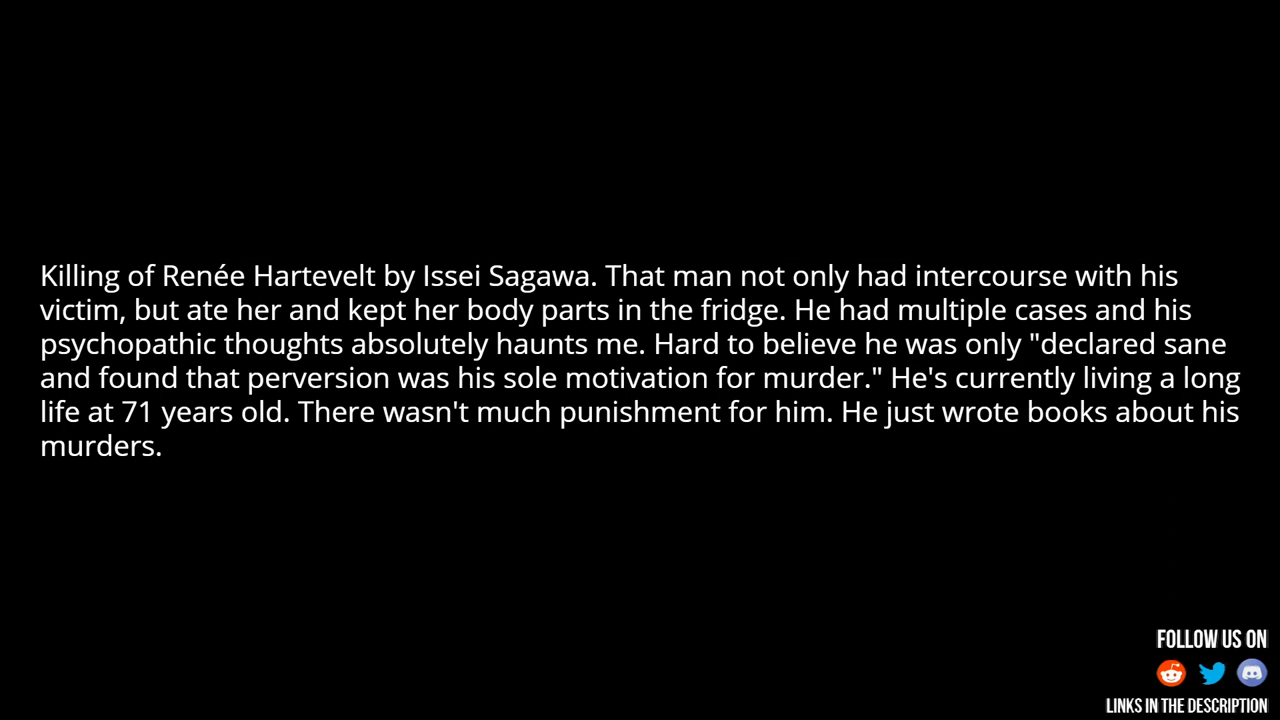 Killing of Renée Hartevelt by Issei Sagawa. That man not only had intercourse with his
victim, but ate her and kept her body parts in the fridge. He had multiple cases and his
psychopathic thoughts absolutely haunts me. Hard to believe he was only "declared sane
and found that perversion was his sole motivation for murder." He's currently living a long
life at 71 years old. There wasn't much punishment for him. He just wrote books about his
murders.
FOLLOW US ON
LINKS IN THE DESCRIPTION